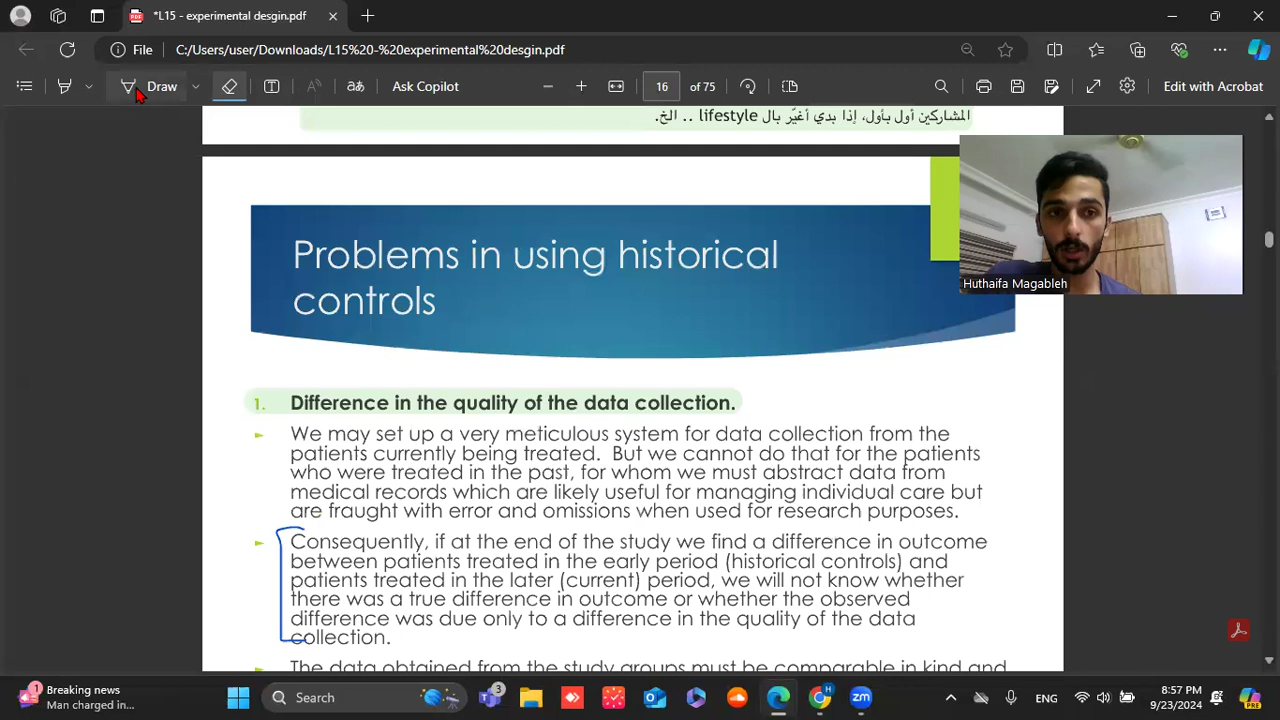 *L15 - experimental desgin.pdf
File
C:/Users/user/Downloads/L15%20-%20experimental%20desgin.pdf
Draw
Ask Copilot
16 of 75
Edit with Acrobat
المشاركين أول بأول، إذا بدي أغيّر بال lifestyle .. الخ.
Huthaifa Magableh
Problems in using historical
controls
1. Difference in the quality of the data collection.
We may set up a very meticulous system for data collection from the
patients currently being treated. But we cannot do that for the patients
who were treated in the past, for whom we must abstract data from
medical records which are likely useful for managing individual care but
are fraught with error and omissions when used for research purposes.
Consequently, if at the end of the study we find a difference in outcome
between patients treated in the early period (historical controls) and
patients treated in the later (current) period, we will not know whether
there was a true difference in outcome or whether the observed
difference was due only to a difference in the quality of the data
collection.
The data obtained from the study groups must be comparable in kind and
1
Breaking news
Man charged in...
Search
3
zm
ENG
8:57 PM
9/23/2024
PRE